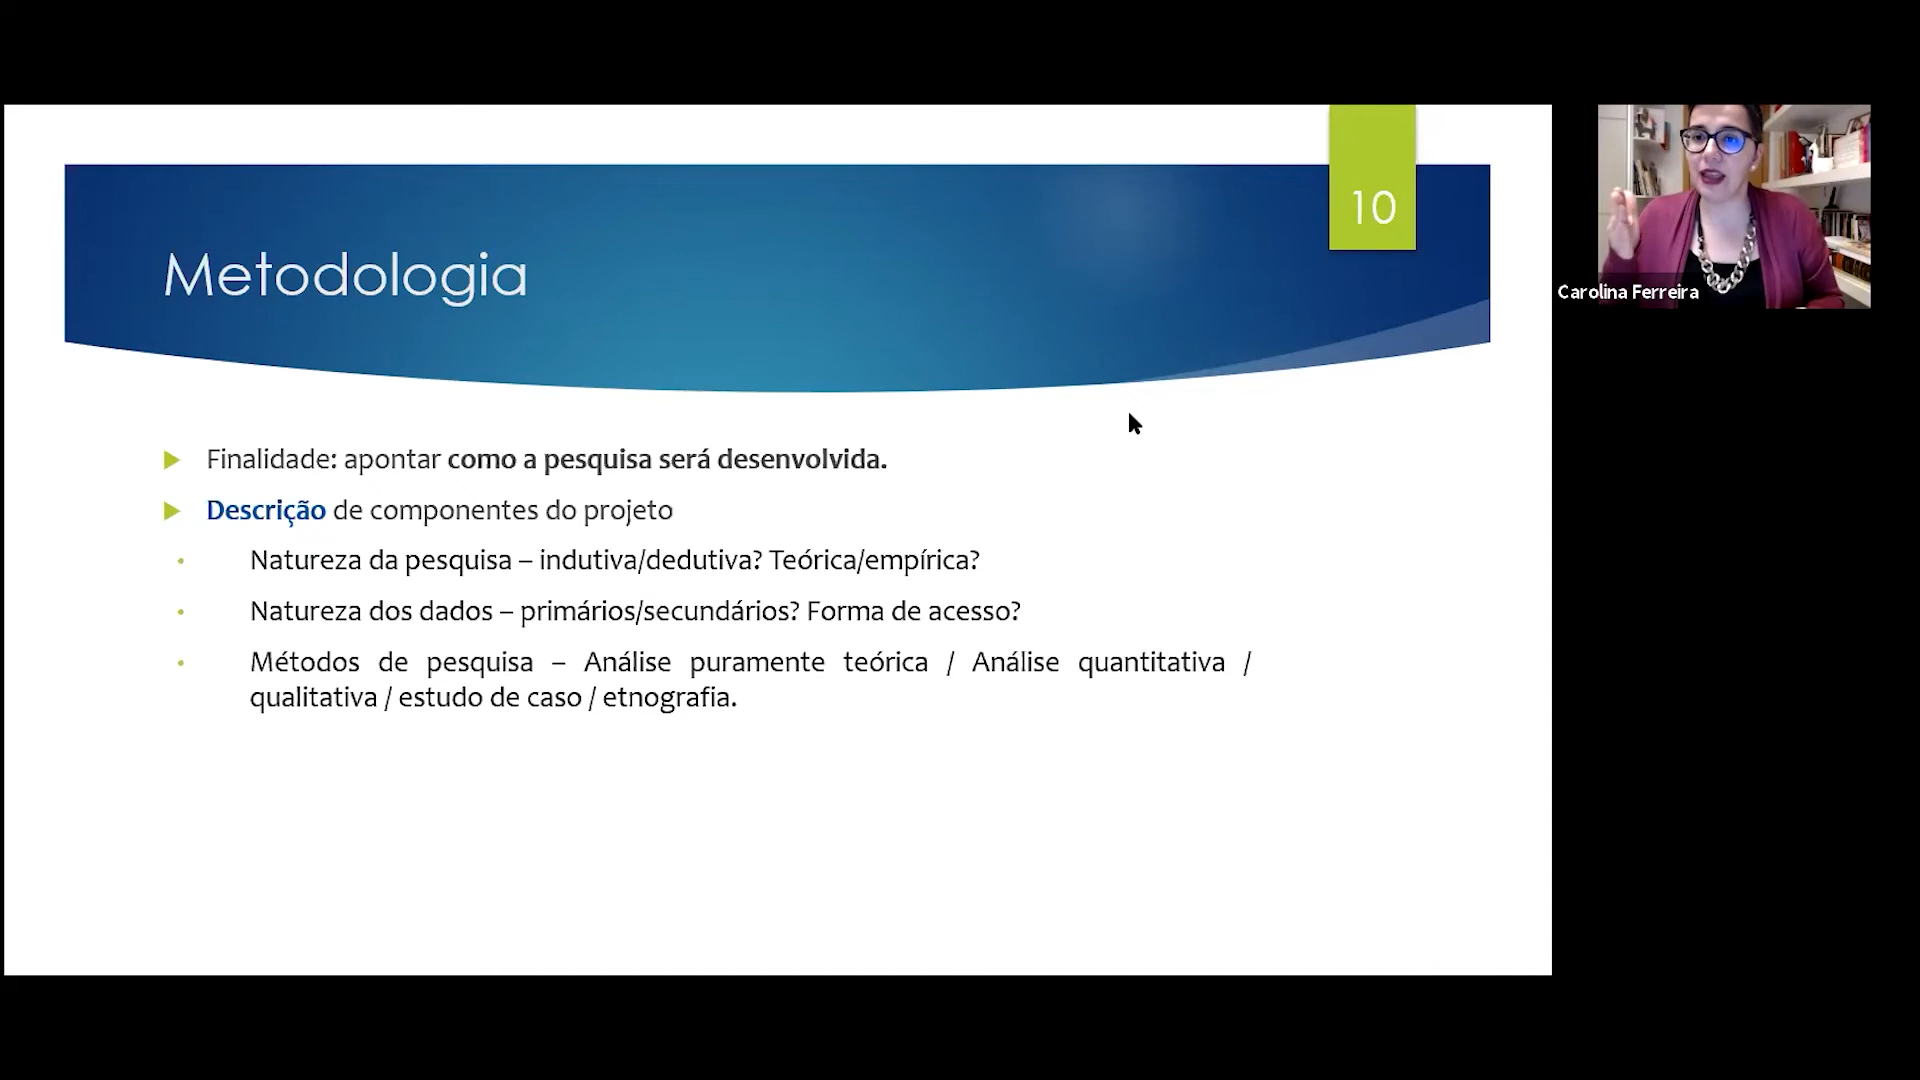 10
Metodologia
Finalidade: apontar como a pesquisa será desenvolvida.
Descrição de componentes do projeto
Natureza da pesquisa – indutiva/dedutiva? Teórica/empírica?
Natureza dos dados – primários/secundários? Forma de acesso?
Métodos de pesquisa – Análise puramente teórica / Análise quantitativa /
qualitativa / estudo de caso / etnografia.
Carolina Ferreira